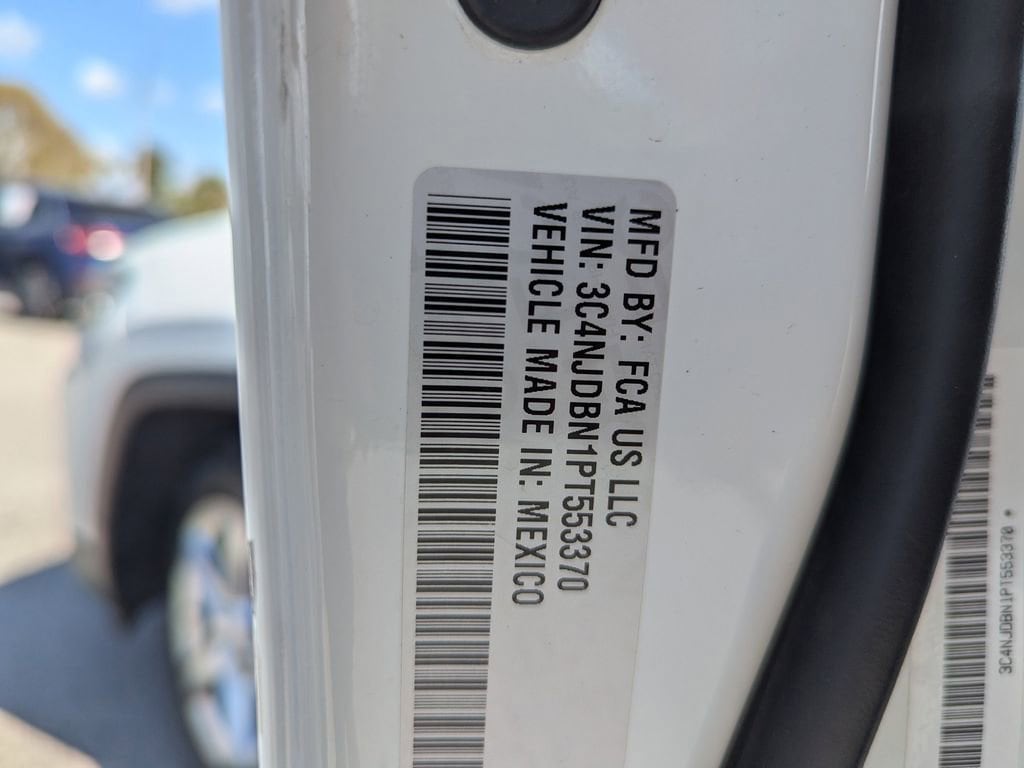 MFD BY: FCA US LLC
VIN: 3C4NJDBN1PT553370
VEHICLE MADE IN: MEXICO
3C4NJDBN1PT553370 *